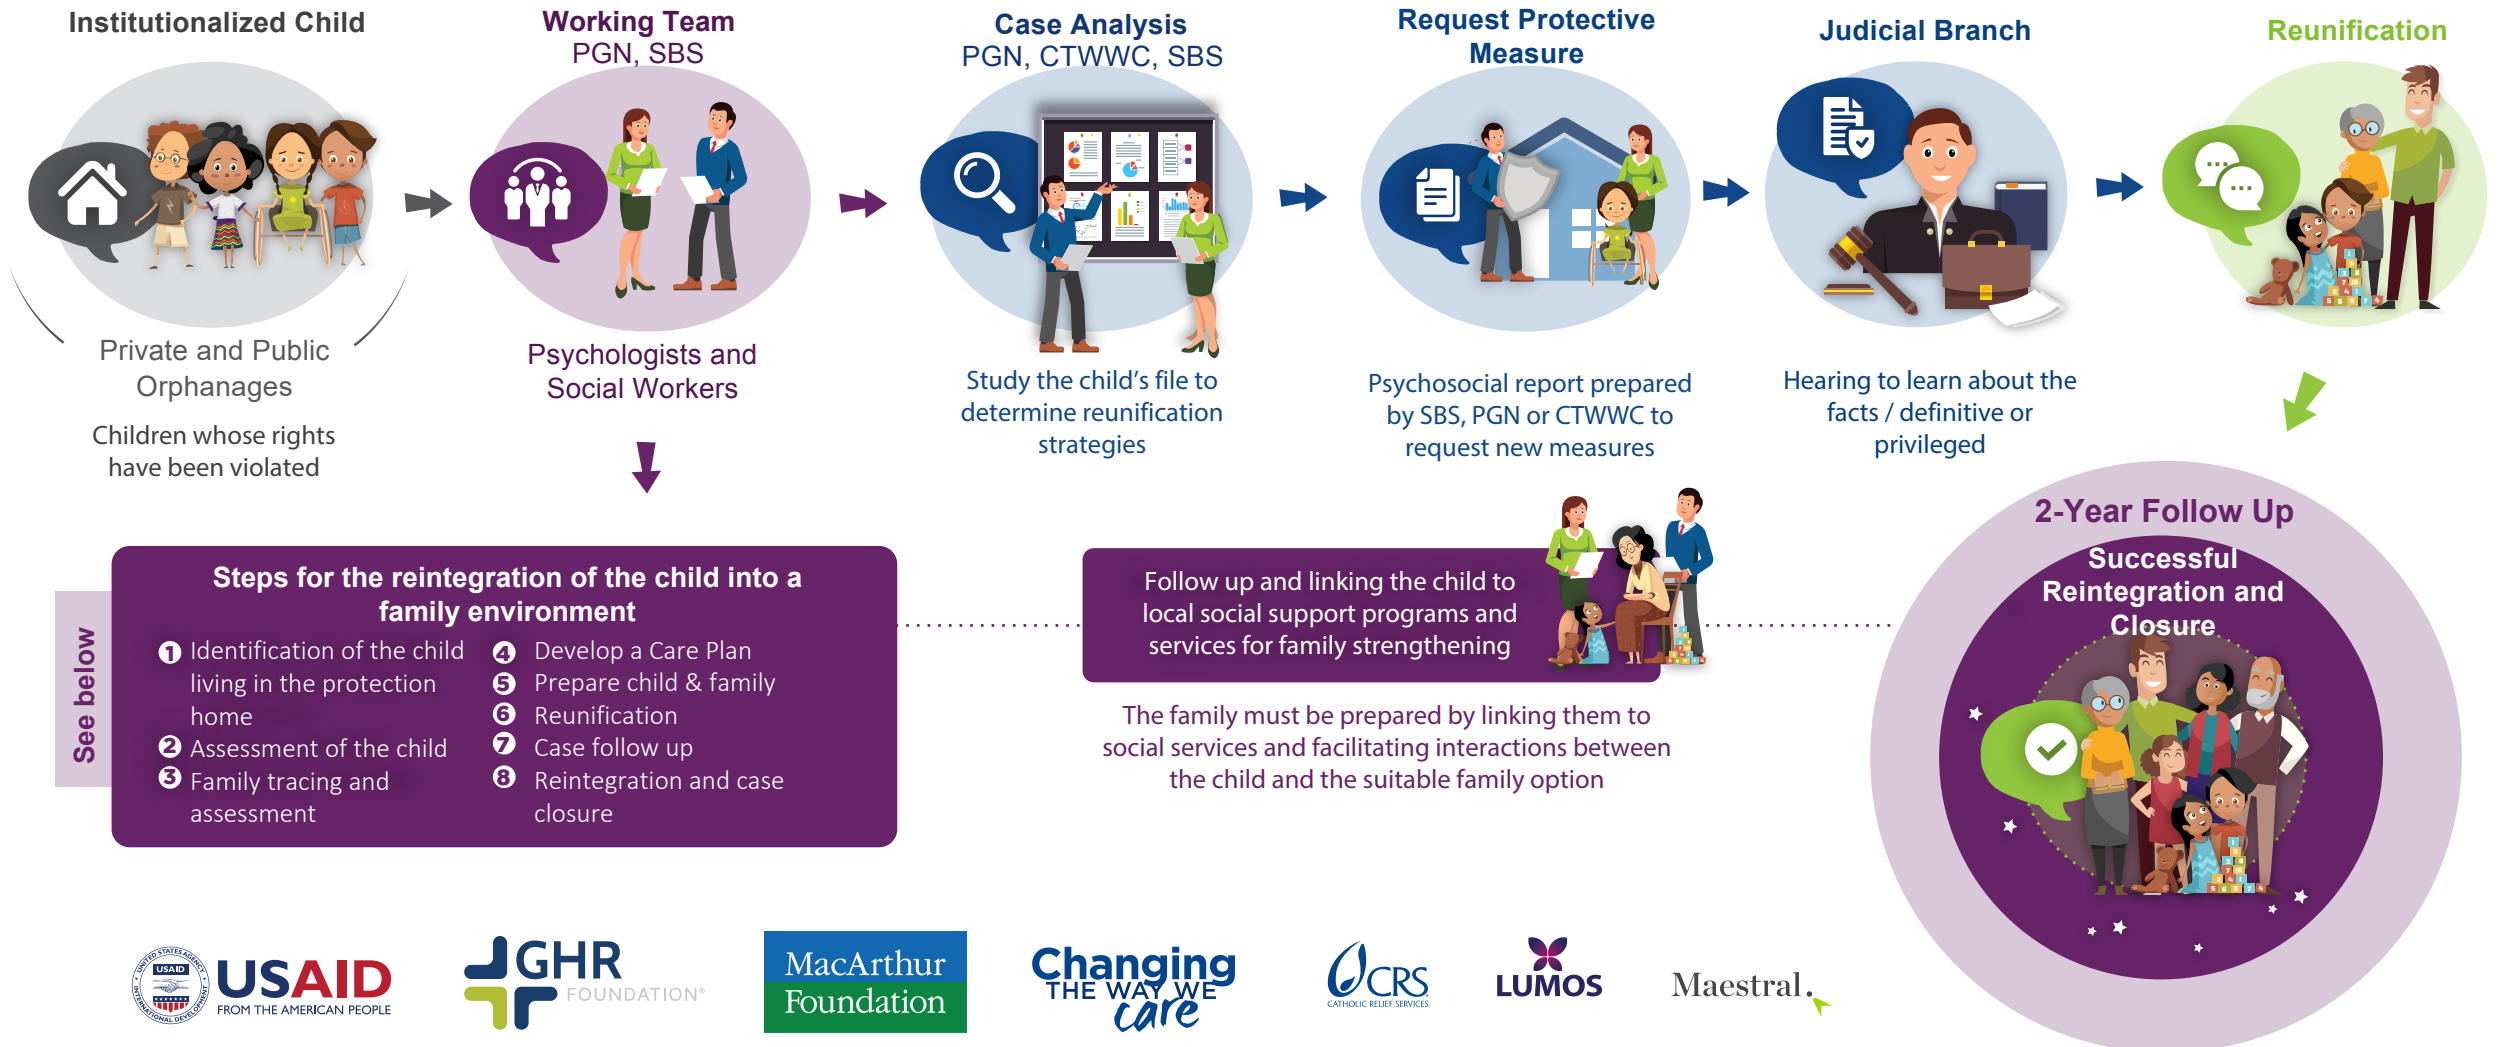 Institutionalized Child
Private and Public
Orphanages
Children whose rights
have been violated
Working Team
PGN, SBS
Psychologists and
Social Workers
Case Analysis
PGN, CTWWC, SBS
Study the child's file to
determine reunification
strategies
Request Protective
Measure
Psychosocial report prepared
by SBS, PGN or CTWWC to
request new measures
Judicial Branch
Hearing to learn about the
facts / definitive or
privileged
Reunification
See below
Steps for the reintegration of the child into a
family environment
1 Identification of the child
living in the protection
home
2 Assessment of the child
3 Family tracing and
assessment
4 Develop a Care Plan
5 Prepare child & family
6 Reunification
7 Case follow up
8 Reintegration and case
closure
Follow up and linking the child to
local social support programs and
services for family strengthening
The family must be prepared by linking them to
social services and facilitating interactions between
the child and the suitable family option
2-Year Follow Up
Successful
Reintegration and
Closure
UNITED STATES AGENCY
INTERNATIONAL DEVELOPMENT
USAID
USAID
FROM THE AMERICAN PEOPLE
GHR
FOUNDATION®
MacArthur
Foundation
Changing
THE WAY WE
care
CRS
CATHOLIC RELIEF SERVICES
LUMOS
Maestral.